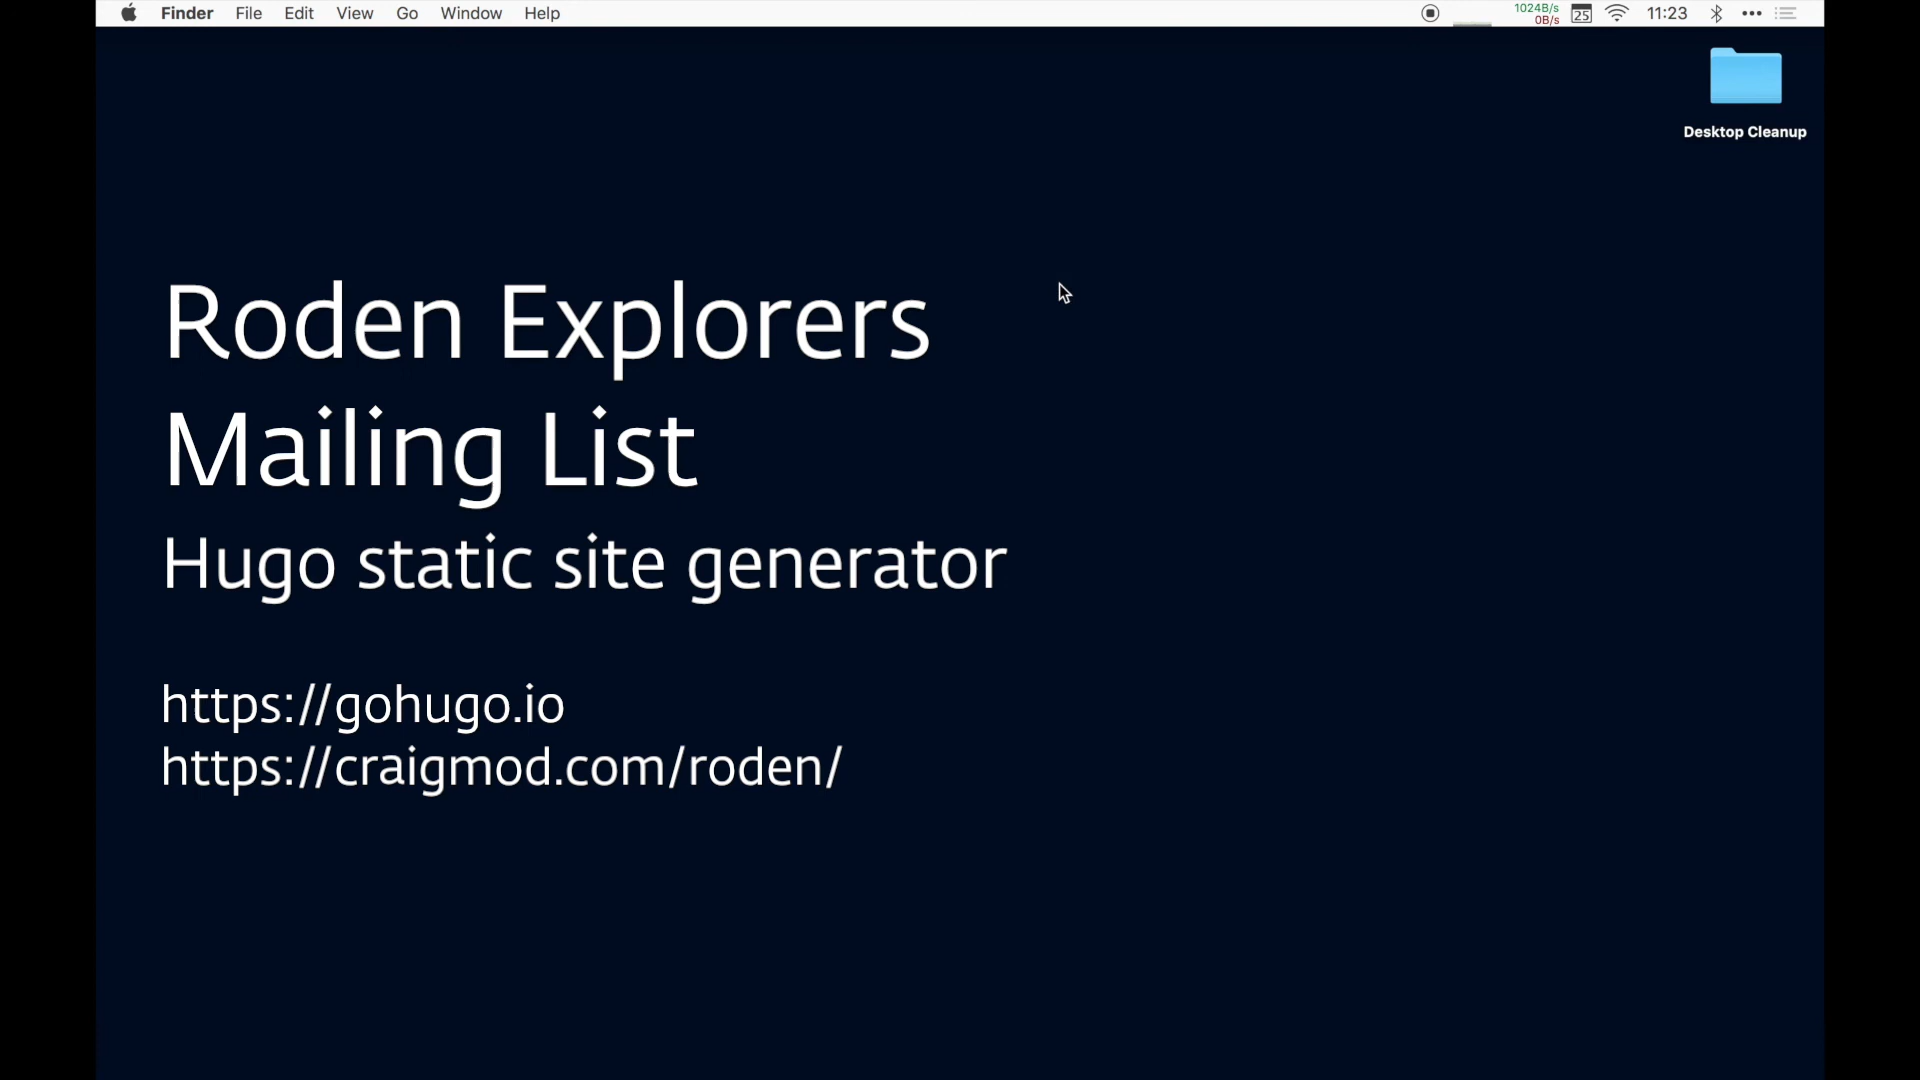 Finder File Edit View Go Window Help 1024B/s 0B/s 25 11:23
Desktop Cleanup
Roden Explorers
Mailing List
Hugo static site generator
https://gohugo.io
https://craigmod.com/roden/